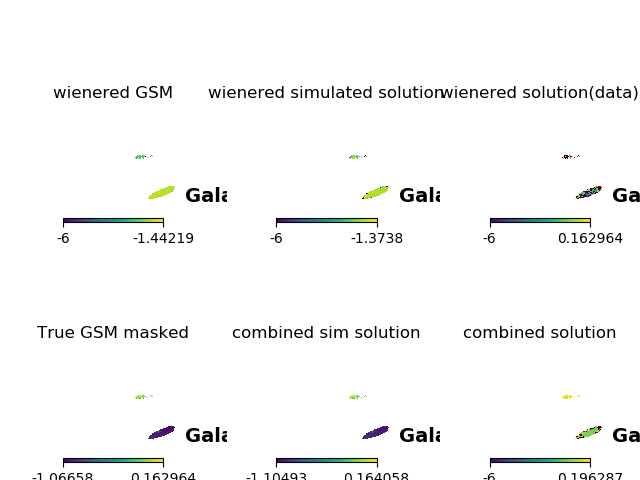 wienered GSM wienered simulated solution wienered solution(data)
Gala Gala Ga
-6 -1.44219 -6 -1.3738 -6 0.162964
True GSM masked combined sim solution combined solution
Gala Gala Ga
-1.06658 0.162964 -1.10493 0.164058 -6 0.196287